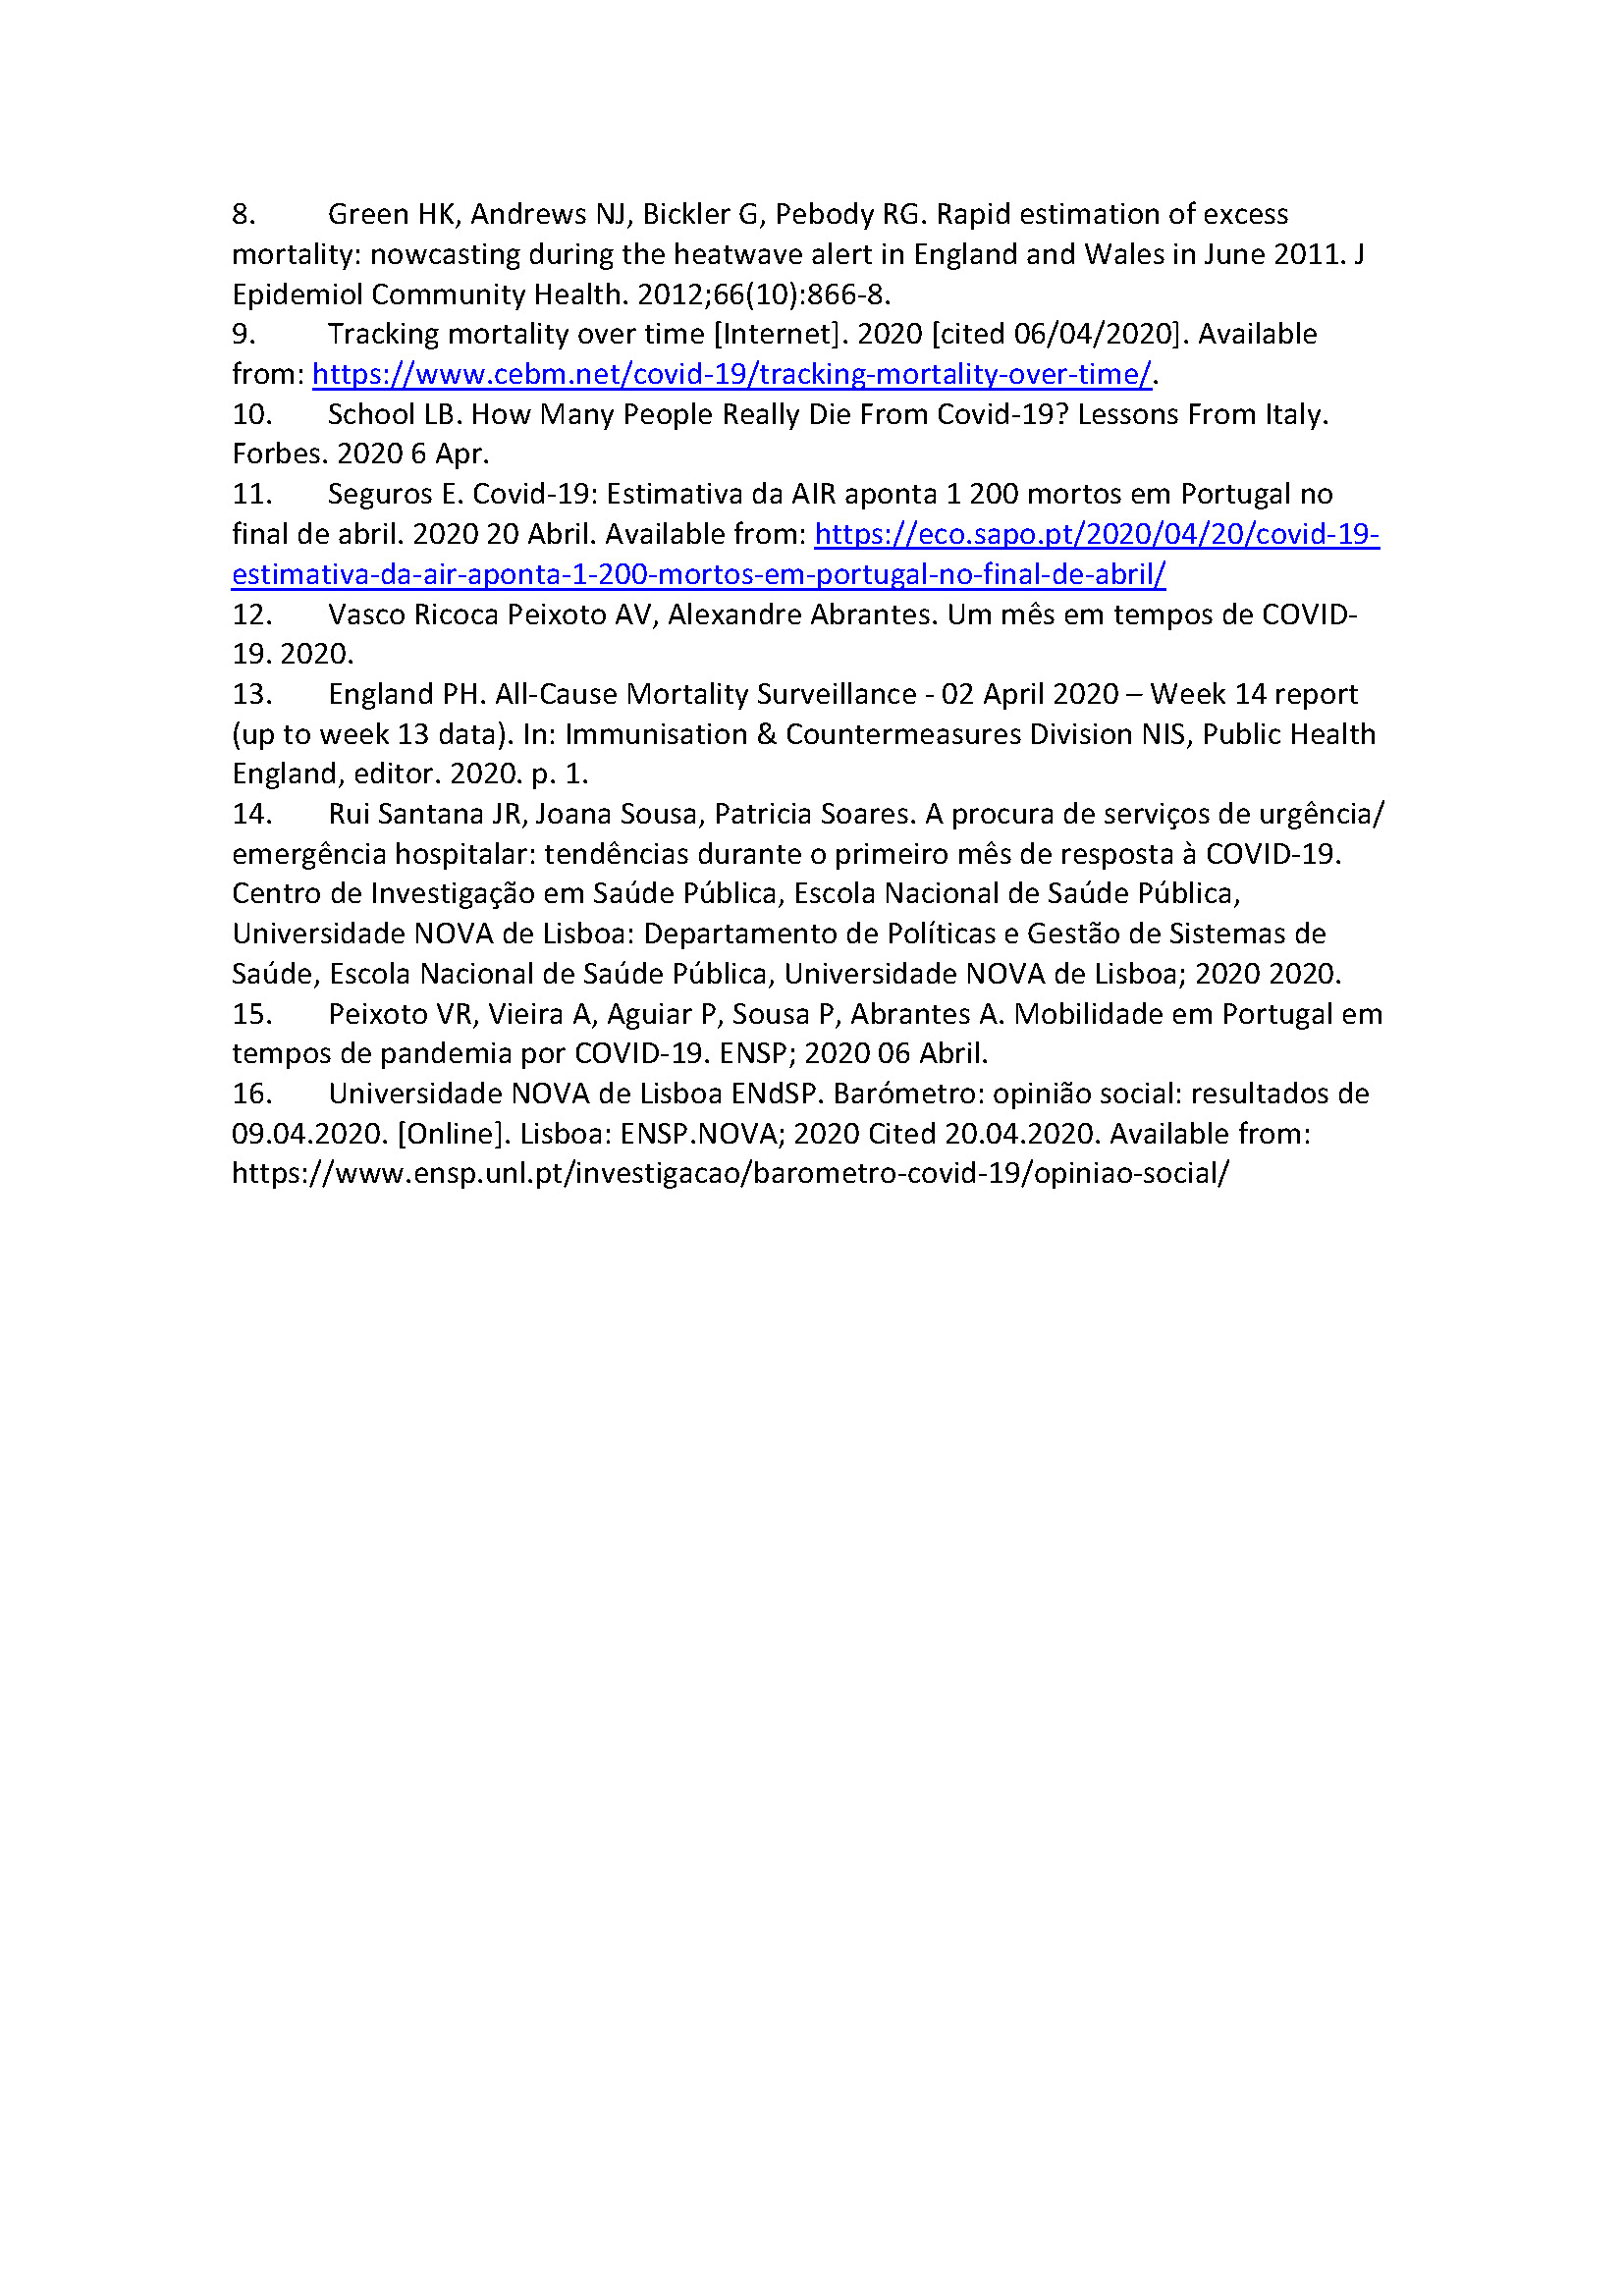 8. Green HK, Andrews NJ, Bickler G, Pebody RG. Rapid estimation of excess
mortality: nowcasting during the heatwave alert in England and Wales in June 2011. J
Epidemiol Community Health. 2012;66(10):866-8.
9. Tracking mortality over time [Internet]. 2020 [cited 06/04/2020]. Available
from: https://www.cebm.net/covid-19/tracking-mortality-over-time/.
10. School LB. How Many People Really Die From Covid-19? Lessons From Italy.
Forbes. 2020 6 Apr.
11. Seguros E. Covid-19: Estimativa da AIR aponta 1 200 mortos em Portugal no
final de abril. 2020 20 Abril. Available from: https://eco.sapo.pt/2020/04/20/covid-19-
estimativa-da-air-aponta-1-200-mortos-em-portugal-no-final-de-abril/
12. Vasco Ricoca Peixoto AV, Alexandre Abrantes. Um mês em tempos de COVID-
19. 2020.
13. England PH. All-Cause Mortality Surveillance - 02 April 2020 – Week 14 report
(up to week 13 data). In: Immunisation & Countermeasures Division NIS, Public Health
England, editor. 2020. p. 1.
14. Rui Santana JR, Joana Sousa, Patricia Soares. A procura de serviços de urgência/
emergência hospitalar: tendências durante o primeiro mês de resposta à COVID-19.
Centro de Investigação em Saúde Pública, Escola Nacional de Saúde Pública,
Universidade NOVA de Lisboa: Departamento de Políticas e Gestão de Sistemas de
Saúde, Escola Nacional de Saúde Pública, Universidade NOVA de Lisboa; 2020 2020.
15. Peixoto VR, Vieira A, Aguiar P, Sousa P, Abrantes A. Mobilidade em Portugal em
tempos de pandemia por COVID-19. ENSP; 2020 06 Abril.
16. Universidade NOVA de Lisboa ENdSP. Barómetro: opinião social: resultados de
09.04.2020. [Online]. Lisboa: ENSP.NOVA; 2020 Cited 20.04.2020. Available from:
https://www.ensp.unl.pt/investigacao/barometro-covid-19/opiniao-social/